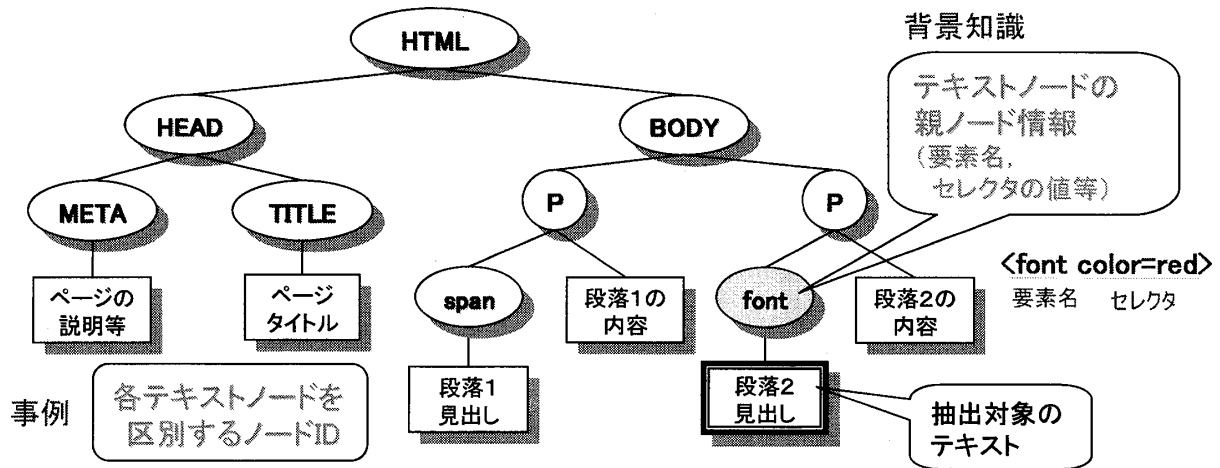 背景知識
HTML
テキストノードの
親ノード情報
(要素名,
セレクタの値等)
HEAD
BODY
META
TITLE
P
P
<font color=red>
要素名 セレクタ
ページの
説明等
ページ
タイトル
span
段落1の
内容
font
段落2の
内容
事例
各テキストノードを
区別するノードID
段落1
見出し
段落2
見出し
抽出対象の
テキスト